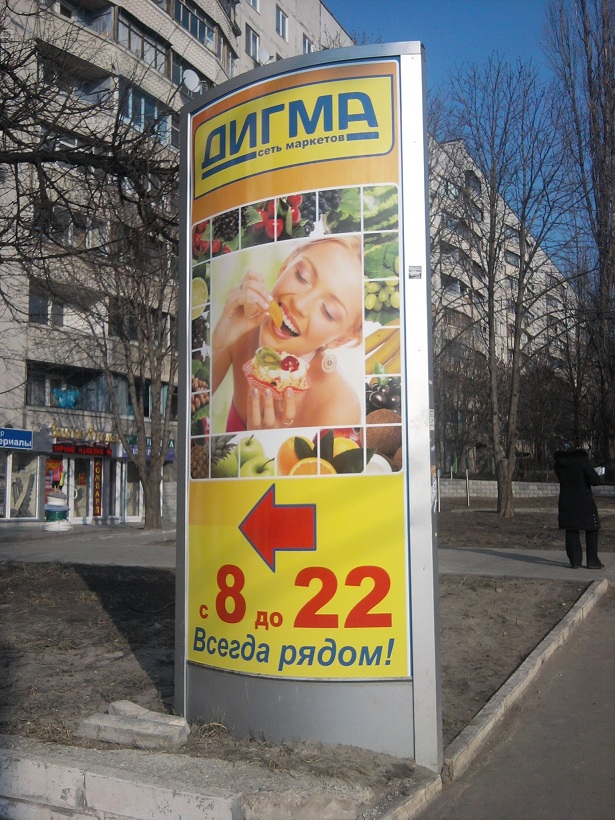 ДИГМА
сеть маркетов
с 8 до 22
Всегда рядом!